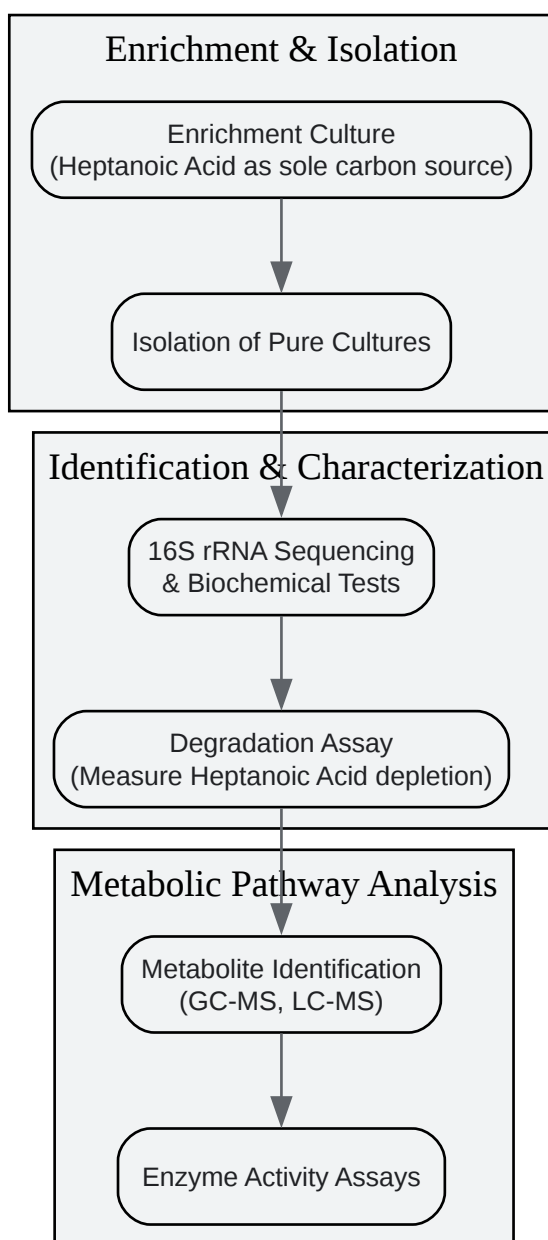 Enrichment & Isolation
Enrichment Culture
(Heptanoic Acid as sole carbon source)
Isolation of Pure Cultures
Identification & Characterization
16S rRNA Sequencing
& Biochemical Tests
Degradation Assay
(Measure Heptanoic Acid depletion)
Metabolic Pathway Analysis
Metabolite Identification
(GC-MS, LC-MS)
Enzyme Activity Assays